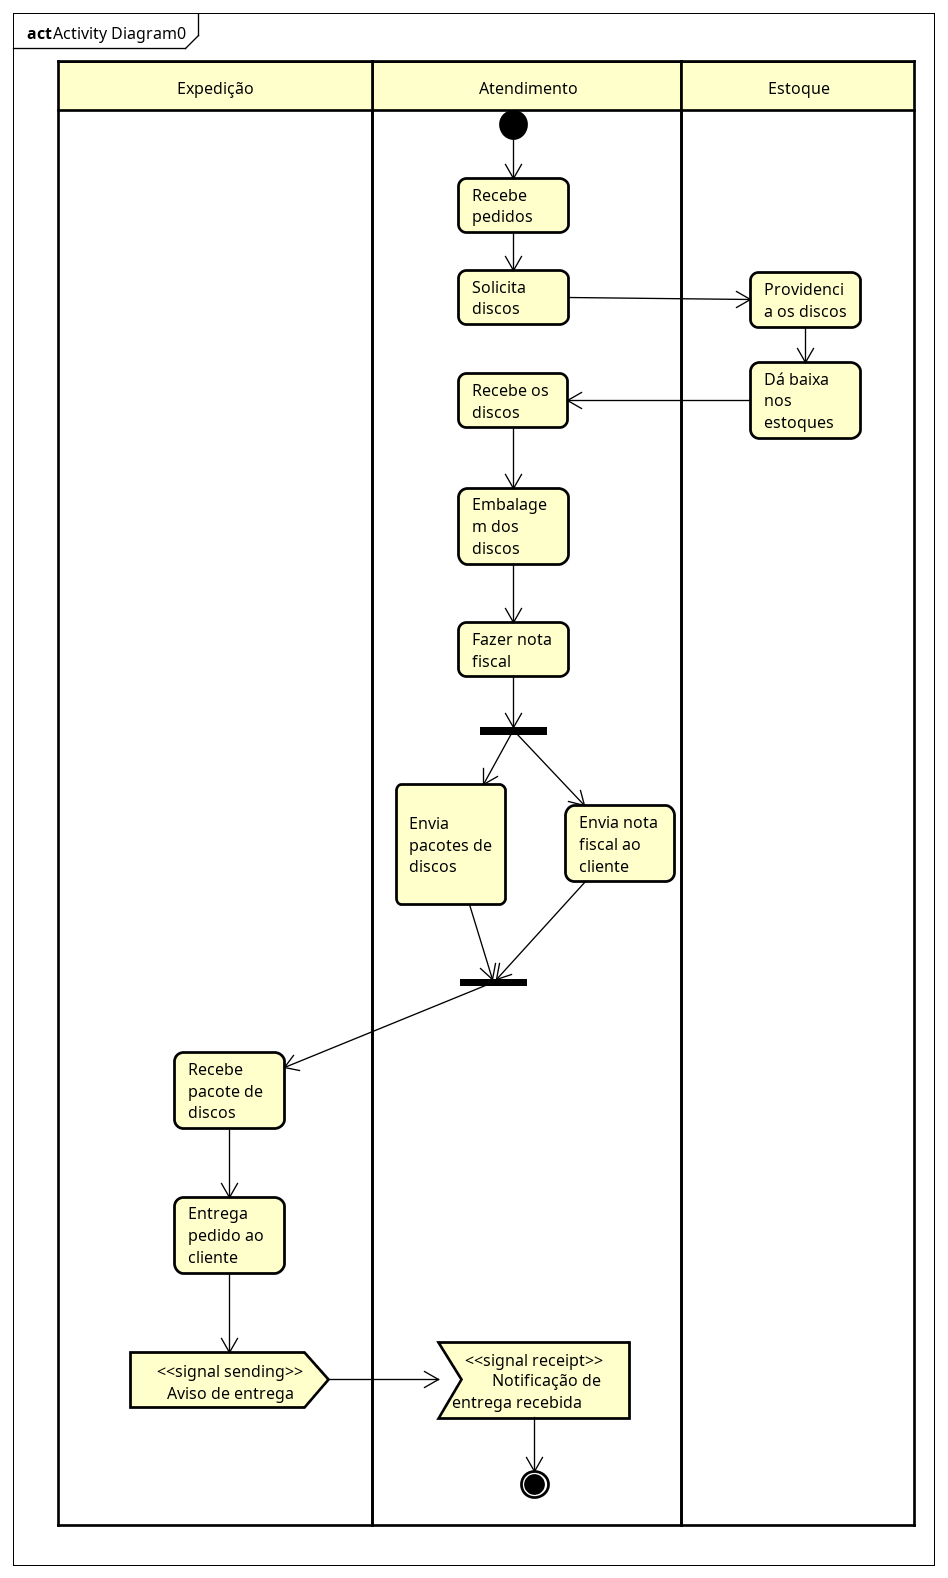 act Activity Diagram0
Expedição
Atendimento
Estoque
Recebe
pedidos
Solicita
discos
Providenci
a os discos
Dá baixa
nos
estoques
Recebe os
discos
Embalage
m dos
discos
Fazer nota
fiscal
Envia
pacotes de
discos
Envia nota
fiscal ao
cliente
Recebe
pacote de
discos
Entrega
pedido ao
cliente
<<signal sending>>
Aviso de entrega
<<signal receipt>>
Notificação de
entrega recebida